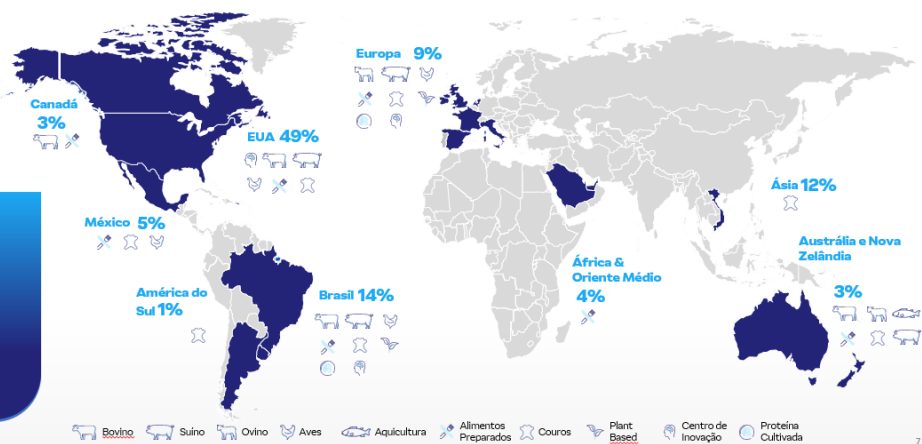 Europa 9%
Canadá
3%
EUA 49%
Ásia 12%
México 5%
Austrália e Nova
Zelândia
África &
Oriente Médio
4%
3%
América do
Sul 1%
Brasil 14%
Bovino
Suíno
Ovino
Aves
Aquicultura
Alimentos
Preparados
Couros
Plant
Based
Centro de
Inovação
Proteína
Cultivada